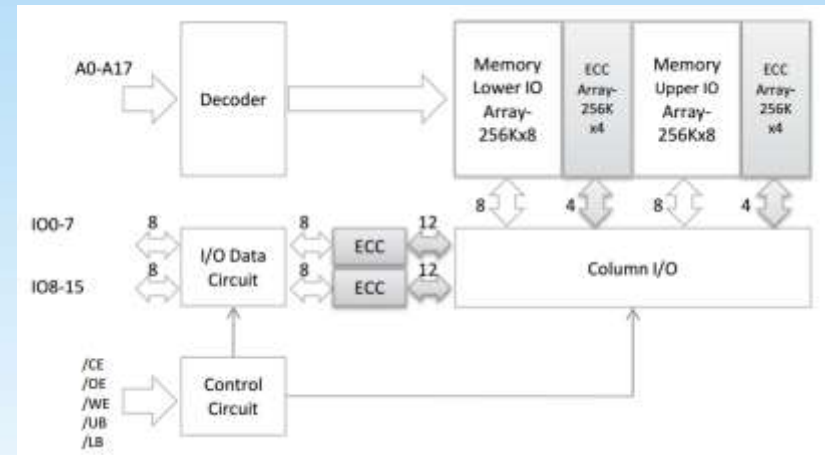 A0-A17
Decoder
Memory
Lower IO
Array-
256Kx8
ECC
Array-
256K
x4
Memory
Upper IO
Array-
256Kx8
ECC
Array-
256K
x4
8
4
8
4
IO0-7
8
8
12
I/O Data
Circuit
ECC
Column I/O
IO8-15
8
8
12
ECC
/CE
/OE
/WE
/UB
/LB
Control
Circuit